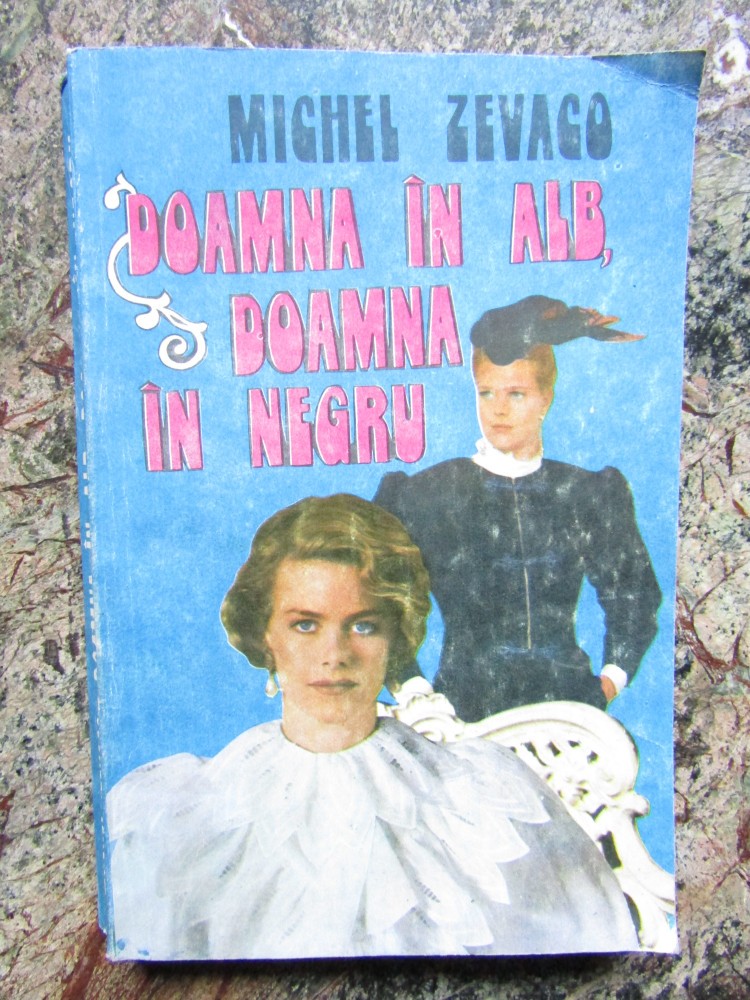 MICHEL ZEVACO
DOAMNA ÎN ALB,
DOAMNA
ÎN NEGRU